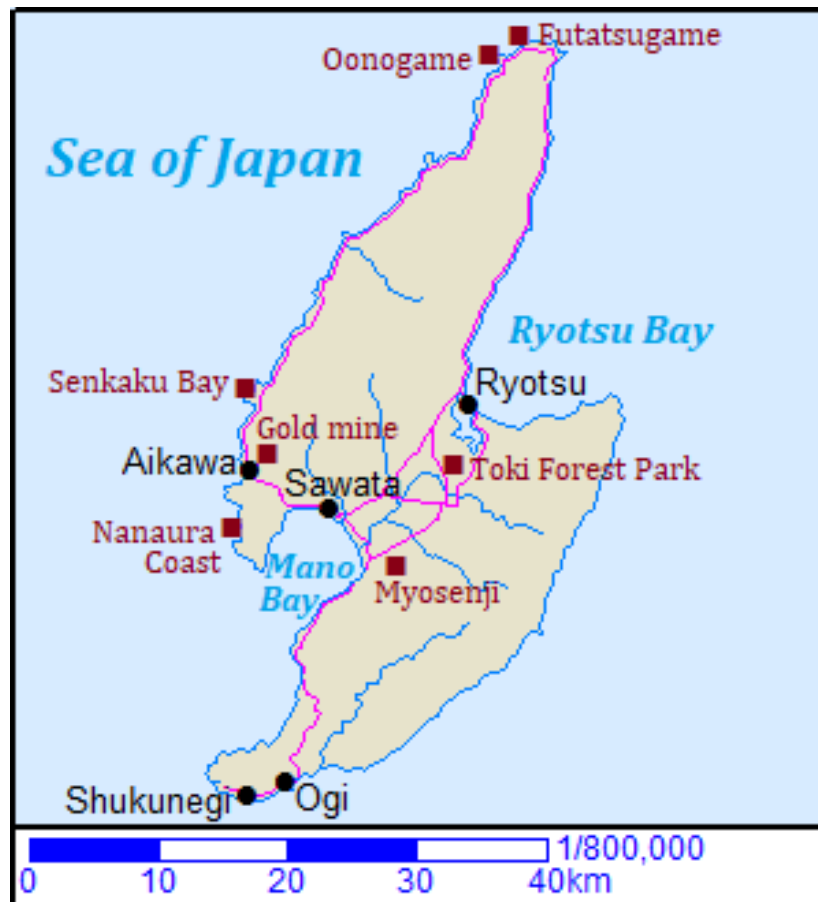 Futatsugame
Oonogame
Sea of Japan
Ryotsu Bay
Senkaku Bay
Ryotsu
Gold mine
Aikawa
Toki Forest Park
Sawata
Nanaura
Coast
Mano
Bay
Myosenji
Shukunegi
Ogi
1/800,000
0 10 20 30 40km